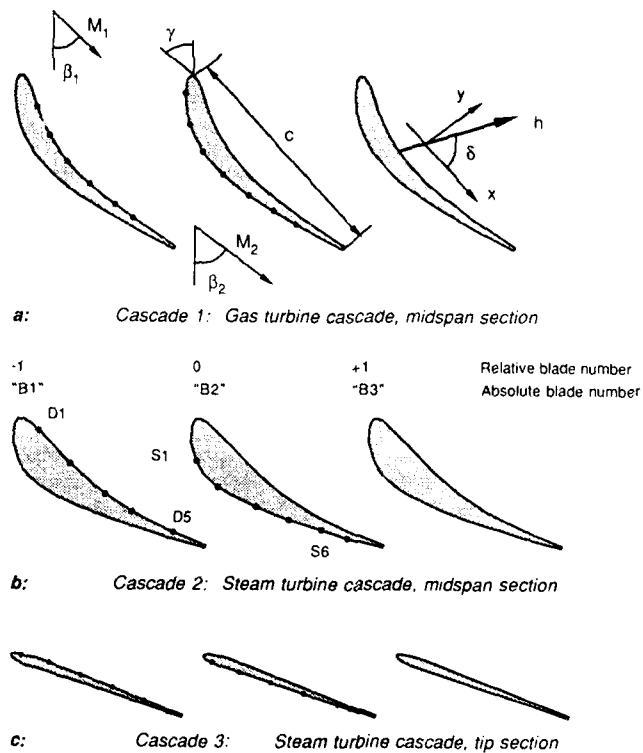 M1
β1
γ
c
y
h
δ
x
M2
β2
a: Cascade 1: Gas turbine cascade, midspan section
-1 0 +1 Relative blade number
"B1" "B2" "B3" Absolute blade number
D1
S1
D5
S6
b: Cascade 2: Steam turbine cascade, midspan section
c: Cascade 3: Steam turbine cascade, tip section